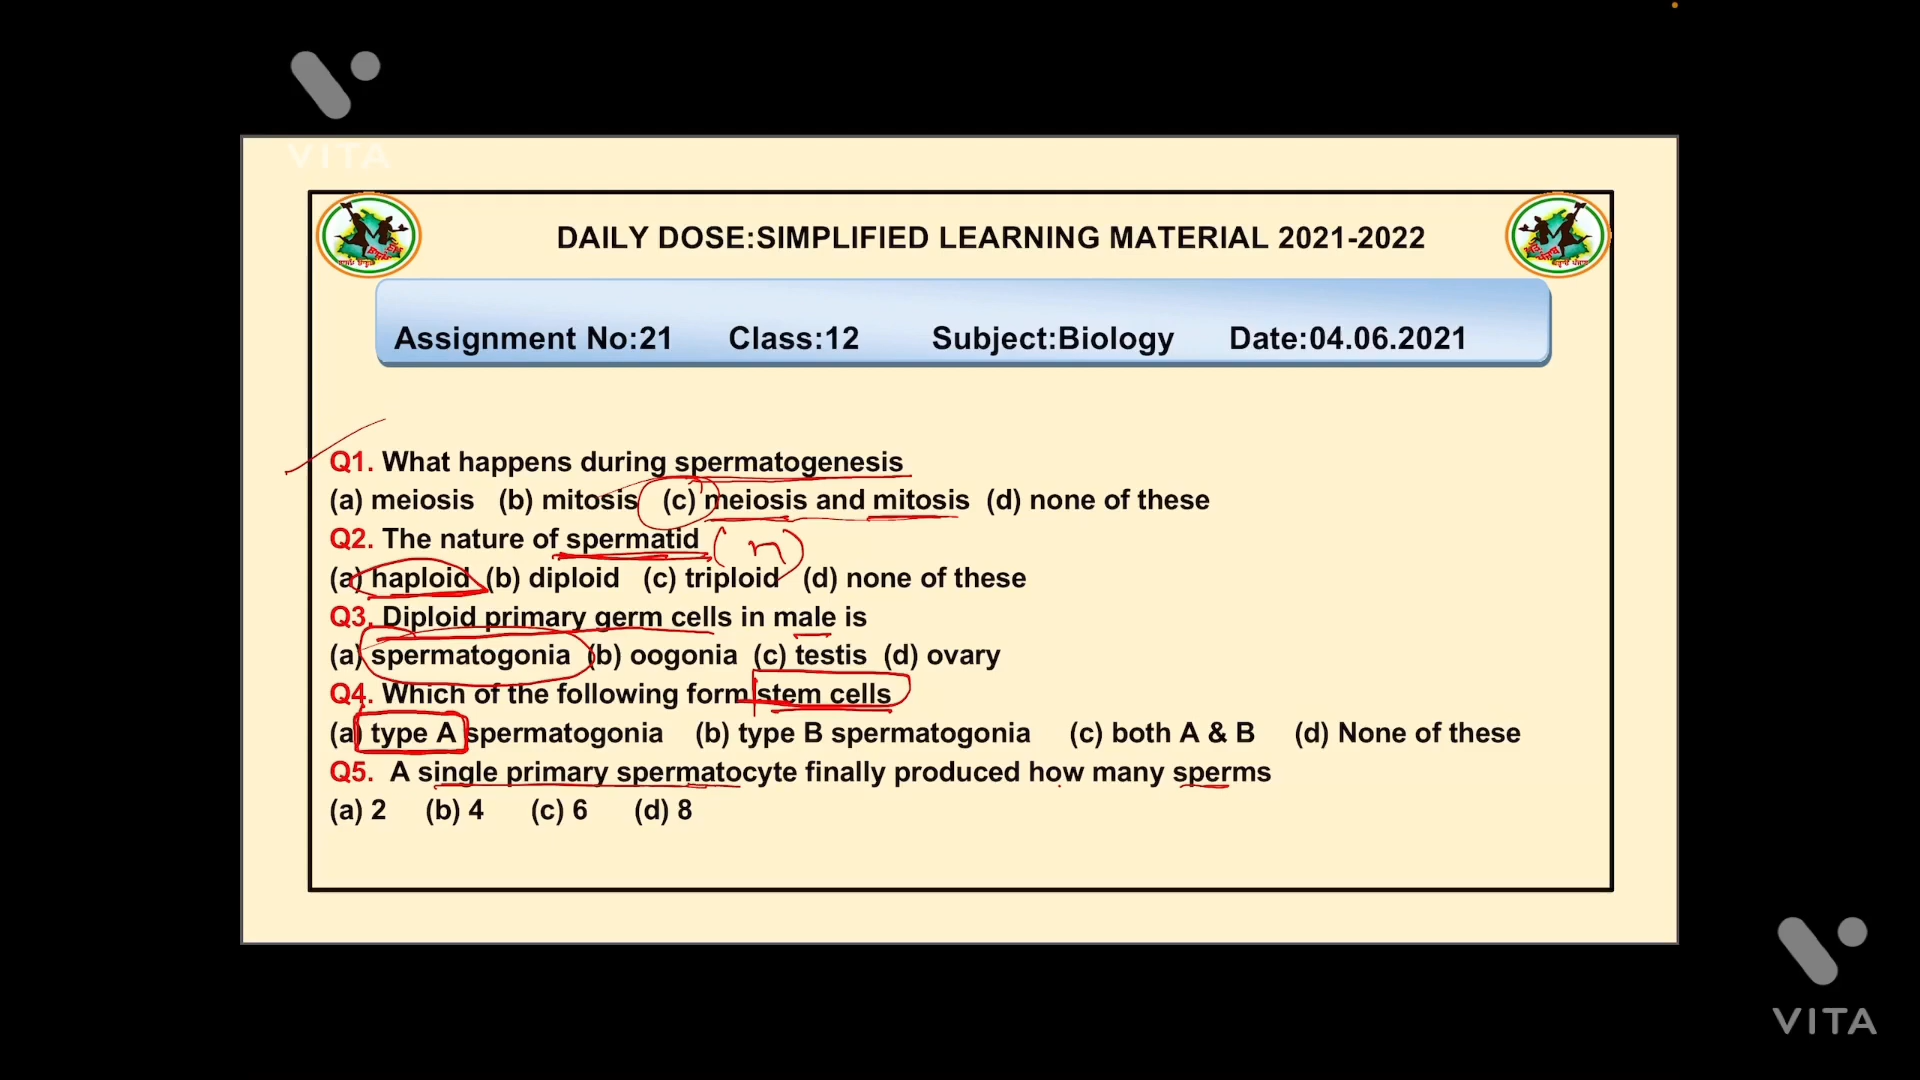 VITA
DAILY DOSE:SIMPLIFIED LEARNING MATERIAL 2021-2022
Assignment No:21 Class:12 Subject:Biology Date:04.06.2021
Q1. What happens during spermatogenesis
(a) meiosis (b) mitosis (c) meiosis and mitosis (d) none of these
Q2. The nature of spermatid (n)
(a) haploid (b) diploid (c) triploid (d) none of these
Q3. Diploid primary germ cells in male is
(a) spermatogonia (b) oogonia (c) testis (d) ovary
Q4. Which of the following form stem cells
(a) type A spermatogonia (b) type B spermatogonia (c) both A & B (d) None of these
Q5. A single primary spermatocyte finally produced how many sperms
(a) 2 (b) 4 (c) 6 (d) 8
VITA